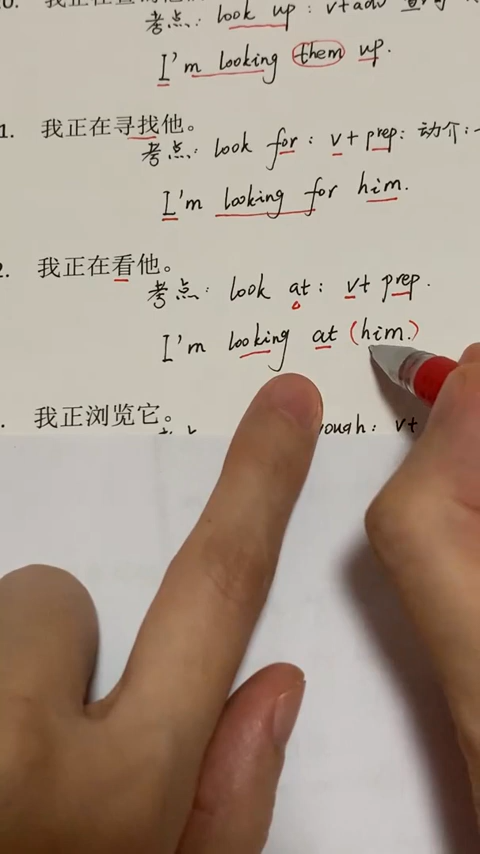 考点: look up : v+adv
I'm looking them up.
1. 我正在寻找他。
考点: look for : v + prep : 动介 :
I'm looking for him.
2. 我正在看他。
考点: look at : v+ prep.
I'm looking at (him.)
. 我正浏览它。
ough: v+